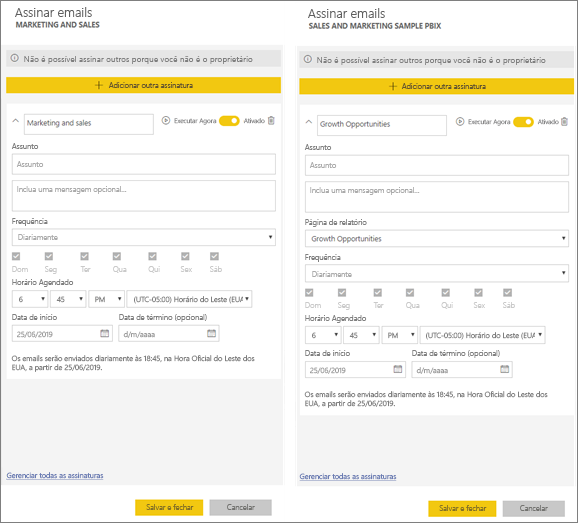 Assinar emails
MARKETING AND SALES
Não é possível assinar outros porque você não é o proprietário
Adicionar outra assinatura
Marketing and sales
Executar Agora
Ativado
Assunto
Assunto
Inclua uma mensagem opcional...
Frequência
Diariamente
Dom Seg Ter Qua Qui Sex Sáb
Horário Agendado
6 45 PM (UTC-05:00) Horário do Leste (EUA
Data de início Data de término (opcional)
25/06/2019 d/m/aaaa
Os emails serão enviados diariamente às 18:45, na Hora Oficial do Leste dos
EUA, a partir de 25/06/2019.
Gerenciar todas as assinaturas
Salvar e fechar Cancelar
Assinar emails
SALES AND MARKETING SAMPLE PBIX
Não é possível assinar outros porque você não é o proprietário
Adicionar outra assinatura
Growth Opportunities
Executar Agora
Ativado
Assunto
Assunto
Inclua uma mensagem opcional...
Página de relatório
Growth Opportunities
Frequência
Diariamente
Dom Seg Ter Qua Qui Sex Sáb
Horário Agendado
6 45 PM (UTC-05:00) Horário do Leste (EUA
Data de início Data de término (opcional)
25/06/2019 d/m/aaaa
Os emails serão enviados diariamente às 18:45, na Hora Oficial do Leste dos
EUA, a partir de 25/06/2019.
Gerenciar todas as assinaturas
Salvar e fechar Cancelar